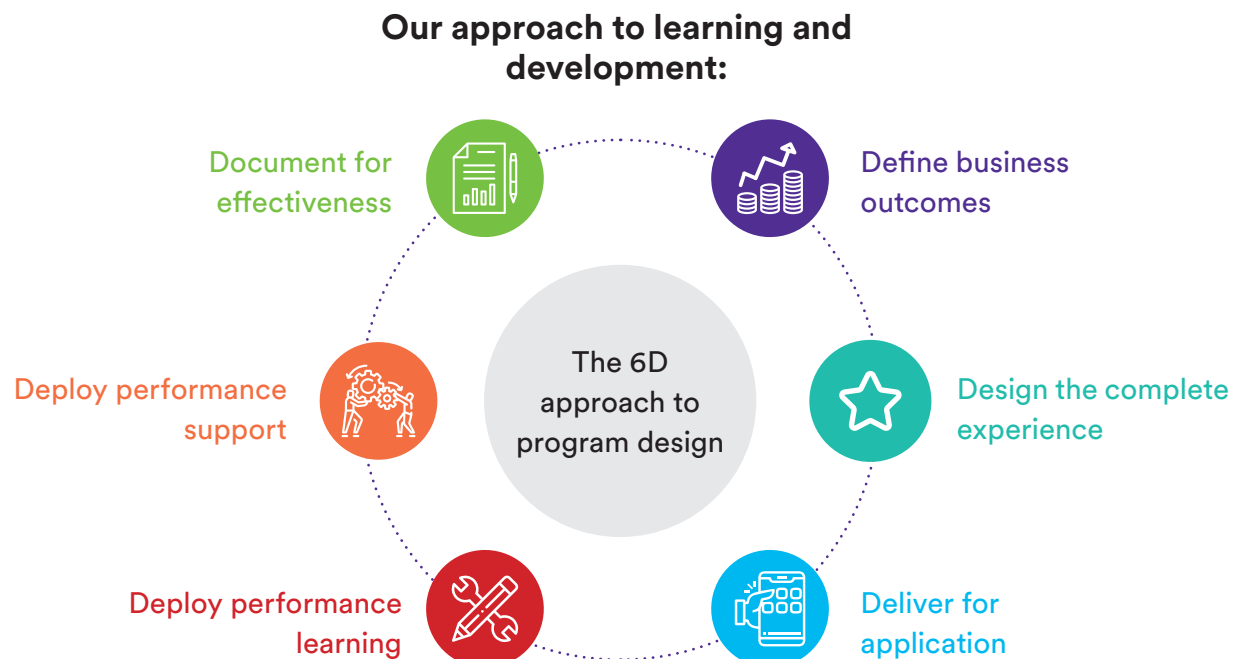 Our approach to learning and
development:
Document for
effectiveness
Define business
outcomes
The 6D
approach to
program design
Deploy performance
support
Design the complete
experience
Deploy performance
learning
Deliver for
application